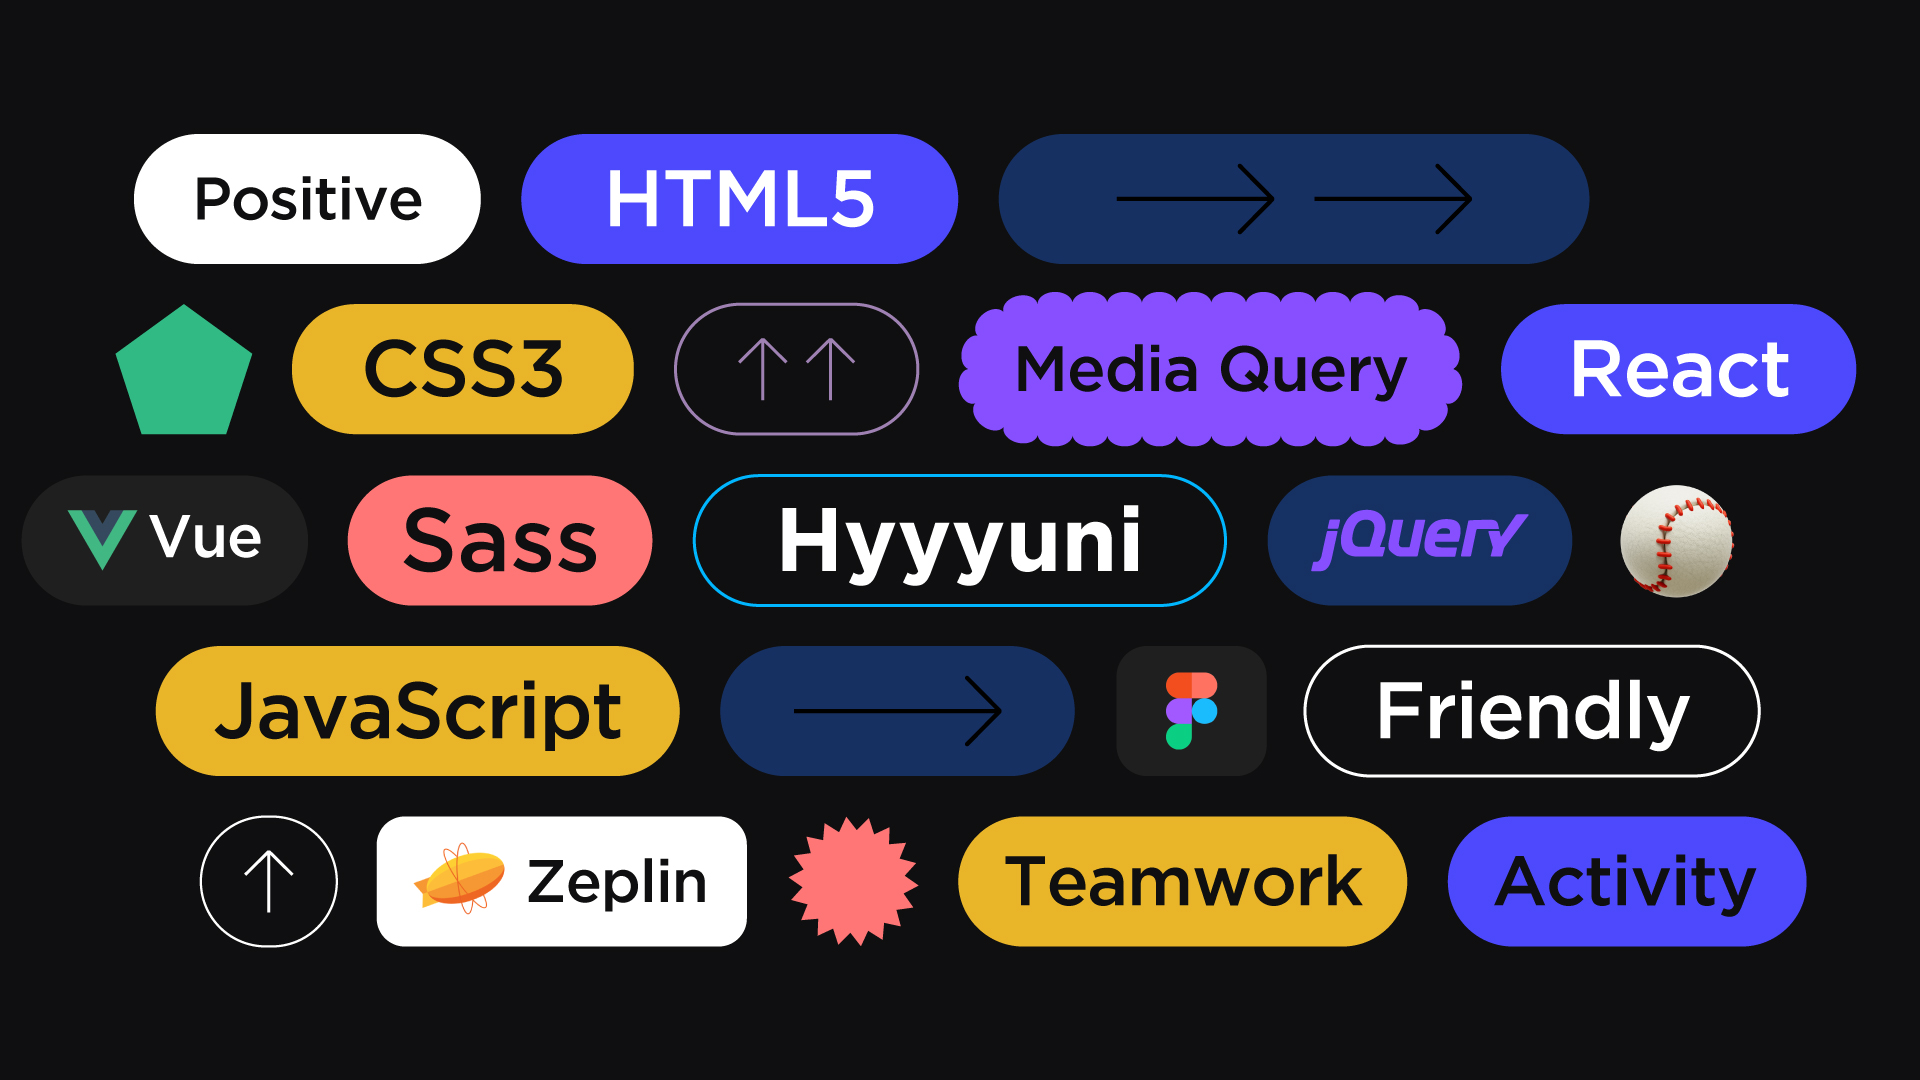 Positive HTML5
CSS3 Media Query React
Vue Sass Hyyyuni jQuery
JavaScript Friendly
Zeplin Teamwork Activity